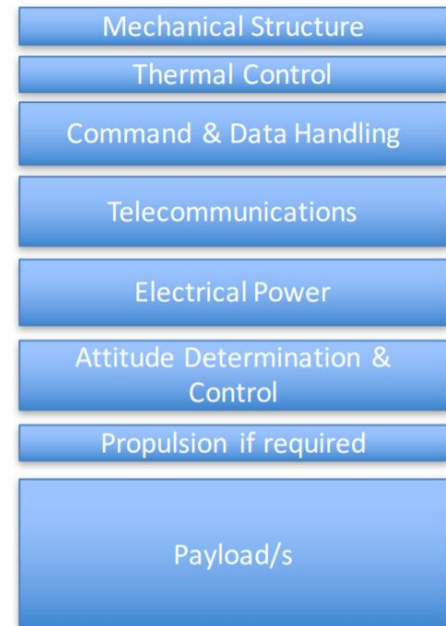 Mechanical Structure
Thermal Control
Command & Data Handling
Telecommunications
Electrical Power
Attitude Determination &
Control
Propulsion if required
Payload/s